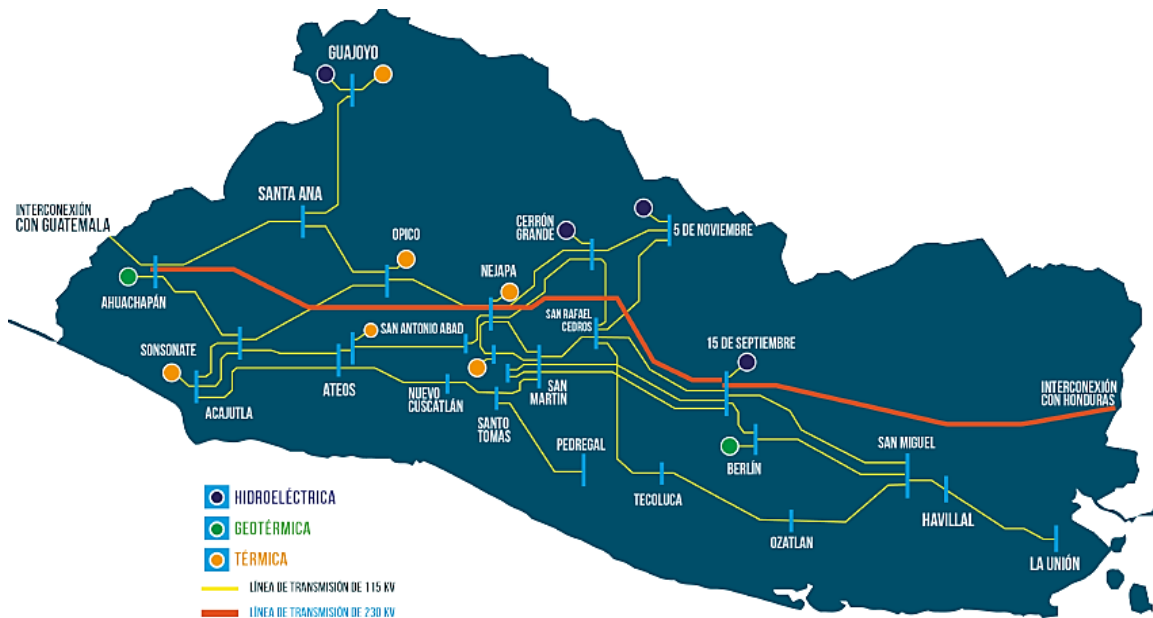 GUAJOYO
SANTA ANA
INTERCONEXIÓN
CON GUATEMALA
OPICO
CERRÓN
GRANDE
5 DE NOVIEMBRE
NEJAPA
AHUACHAPÁN
SAN RAFAEL
CEDROS
SAN ANTONIO ABAD
15 DE SEPTIEMBRE
SONSONATE
ATEOS
NUEVO
CUSCATLÁN
SAN
MARTIN
INTERCONEXIÓN
CON HONDURAS
ACAJUTLA
SANTO
TOMAS
PEDREGAL
BERLÍN
SAN MIGUEL
TECOLUCA
HAVILLAL
OZATLAN
LA UNIÓN
HIDROELÉCTRICA
GEOTÉRMICA
TÉRMICA
LÍNEA DE TRANSMISIÓN DE 115 KV
LÍNEA DE TRANSMISIÓN DE 230 KV